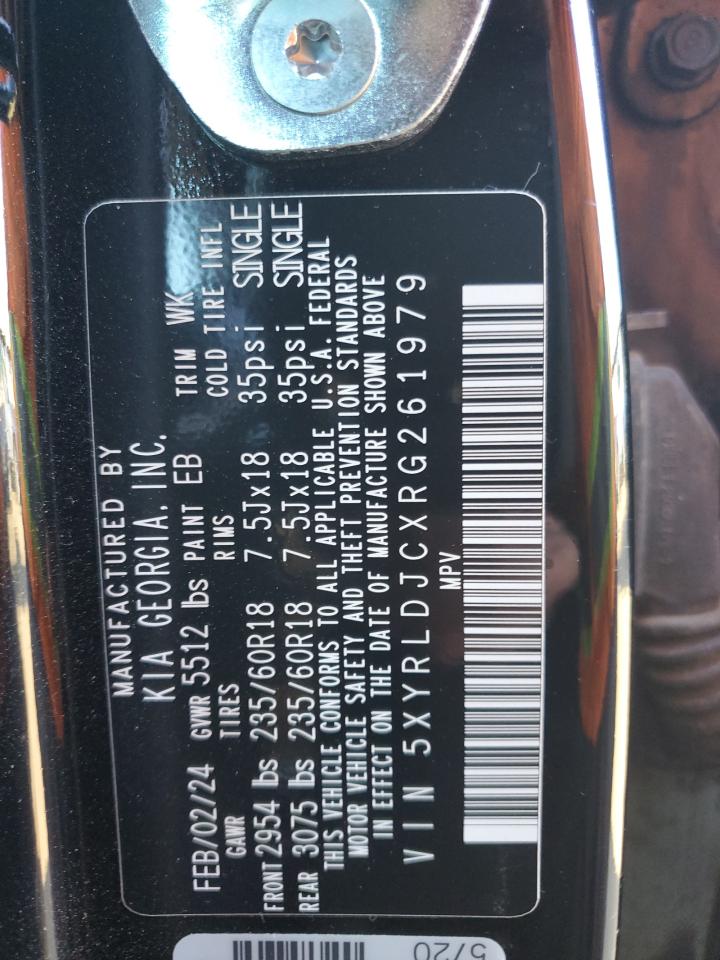 MANUFACTURED BY
KIA GEORGIA, INC.
FEB/02/24 GVWR 5512 lbs PAINT EB TRIM WK
GAWR TIRES RIMS COLD TIRE INFL
FRONT 2954 lbs 235/60R18 7.5Jx18 35psi SINGLE
REAR 3075 lbs 235/60R18 7.5Jx18 35psi SINGLE
THIS VEHICLE CONFORMS TO ALL APPLICABLE U.S.A. FEDERAL
MOTOR VEHICLE SAFETY AND THEFT PREVENTION STANDARDS
IN EFFECT ON THE DATE OF MANUFACTURE SHOWN ABOVE
VIN 5XYRLDJCXRG261979
MPV
5/20